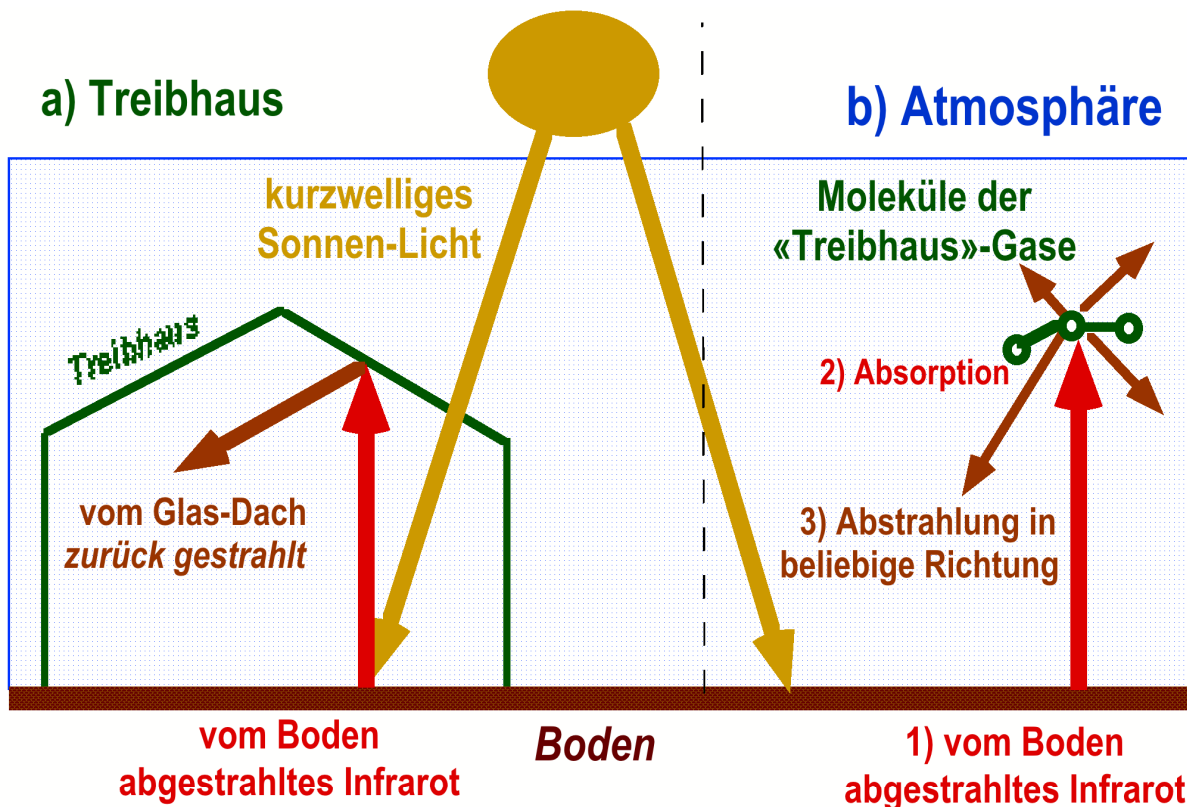 a) Treibhaus
b) Atmosphäre
kurzwelliges
Sonnen-Licht
Moleküle der
«Treibhaus»-Gase
Treibhaus
2) Absorption
vom Glas-Dach
zurück gestrahlt
3) Abstrahlung in
beliebige Richtung
vom Boden
abgestrahltes Infrarot
Boden
1) vom Boden
abgestrahltes Infrarot